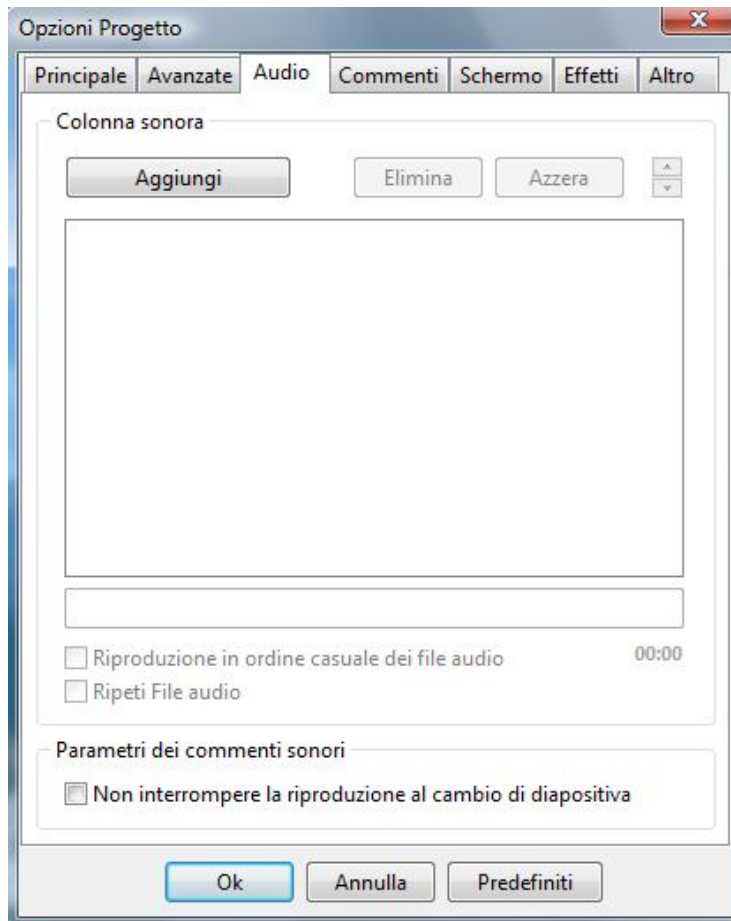 Opzioni Progetto
Principale Avanzate Audio Commenti Schermo Effetti Altro
Colonna sonora
Aggiungi Elimina Azzera
Riproduzione in ordine casuale dei file audio 00:00
Ripeti File audio
Parametri dei commenti sonori
Non interrompere la riproduzione al cambio di diapositiva
Ok Annulla Predefiniti